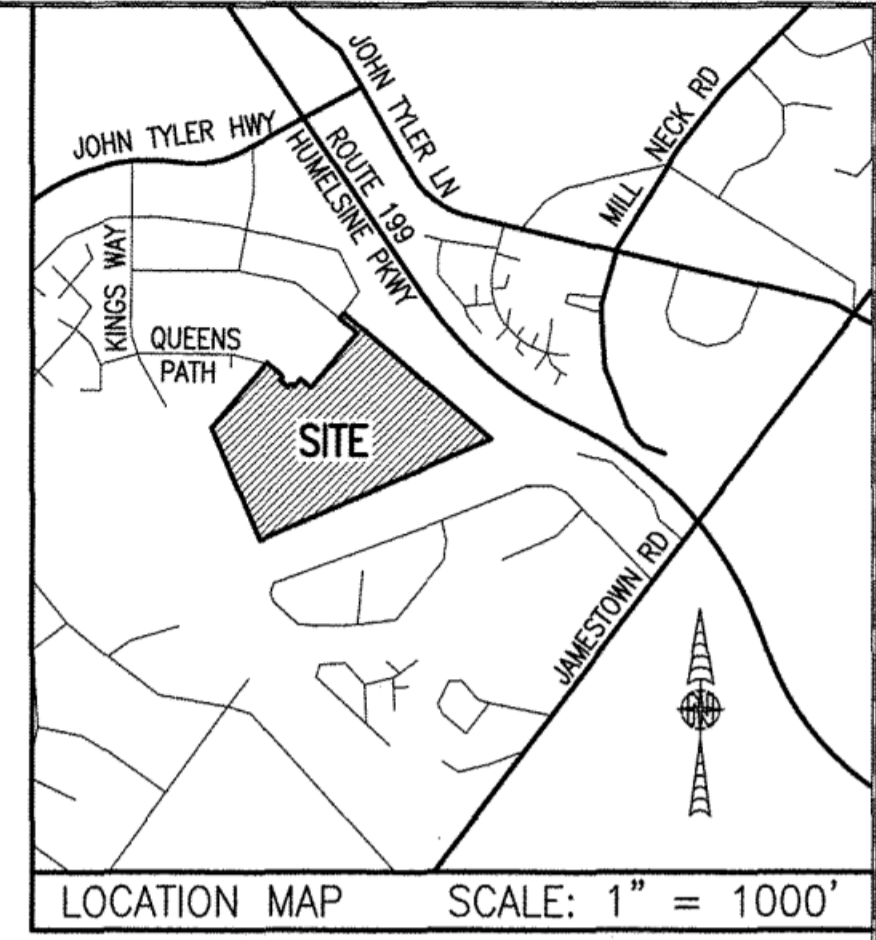 JOHN TYLER HWY
JOHN TYLER LN
MILL NECK RD
ROUTE 199
HUMELSINE PKWY
KINGS WAY
QUEENS
PATH
SITE
JAMESTOWN RD
LOCATION MAP SCALE: 1" = 1000'